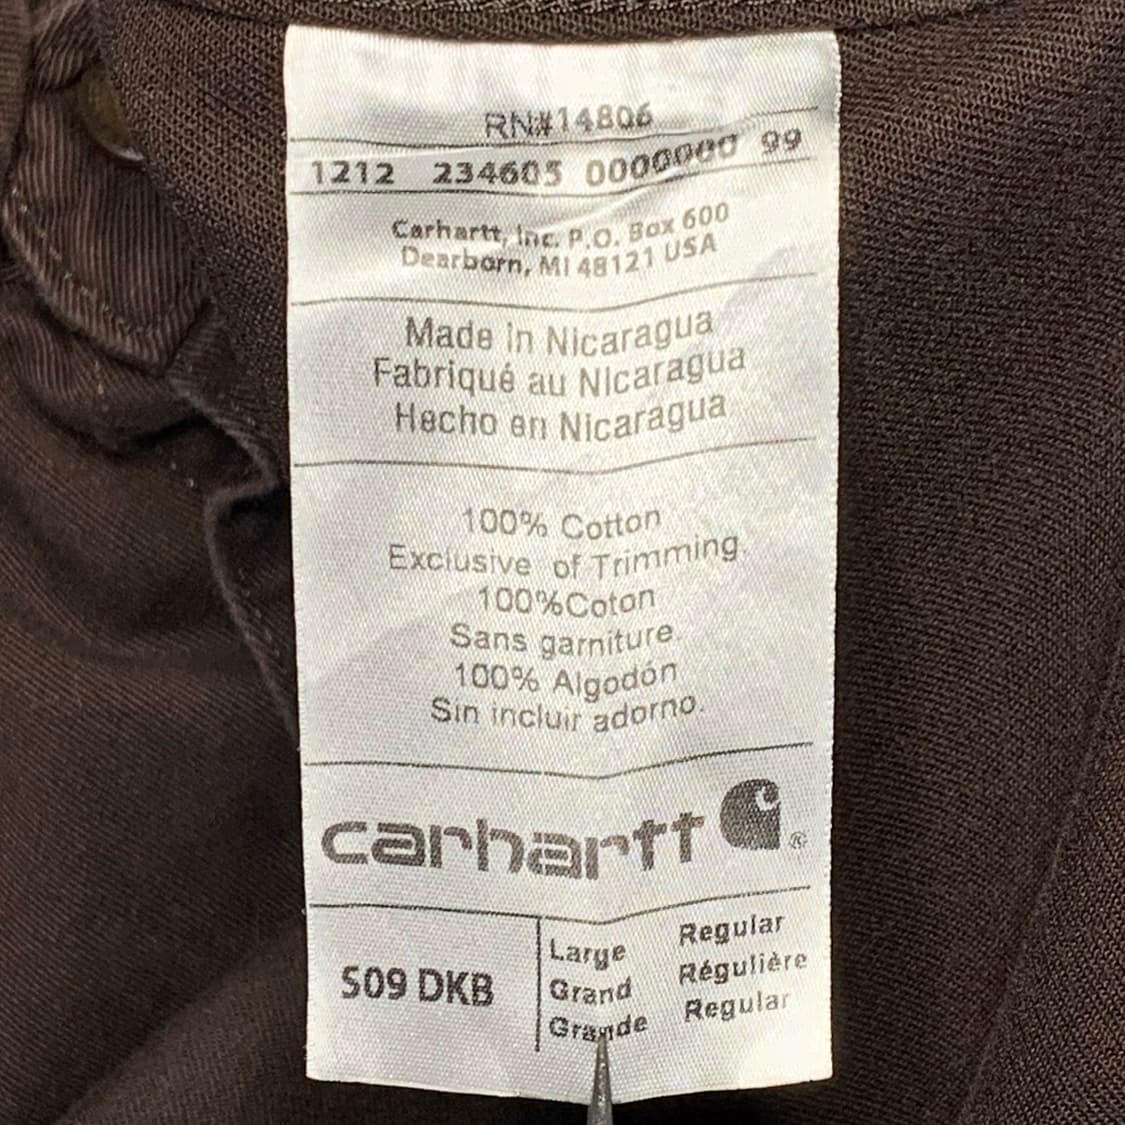 RN#14806
1212 234605 0000000 99
Carhartt, Inc. P.O. Box 600
Dearborn, MI 48121 USA
Made in Nicaragua
Fabriqué au Nicaragua
Hecho en Nicaragua
100% Cotton
Exclusive of Trimming.
100%Coton
Sans garniture.
100% Algodón
Sin incluir adorno.
carhartt ®
S09 DKB
Large Regular
Grand Régulière
Grande Regular